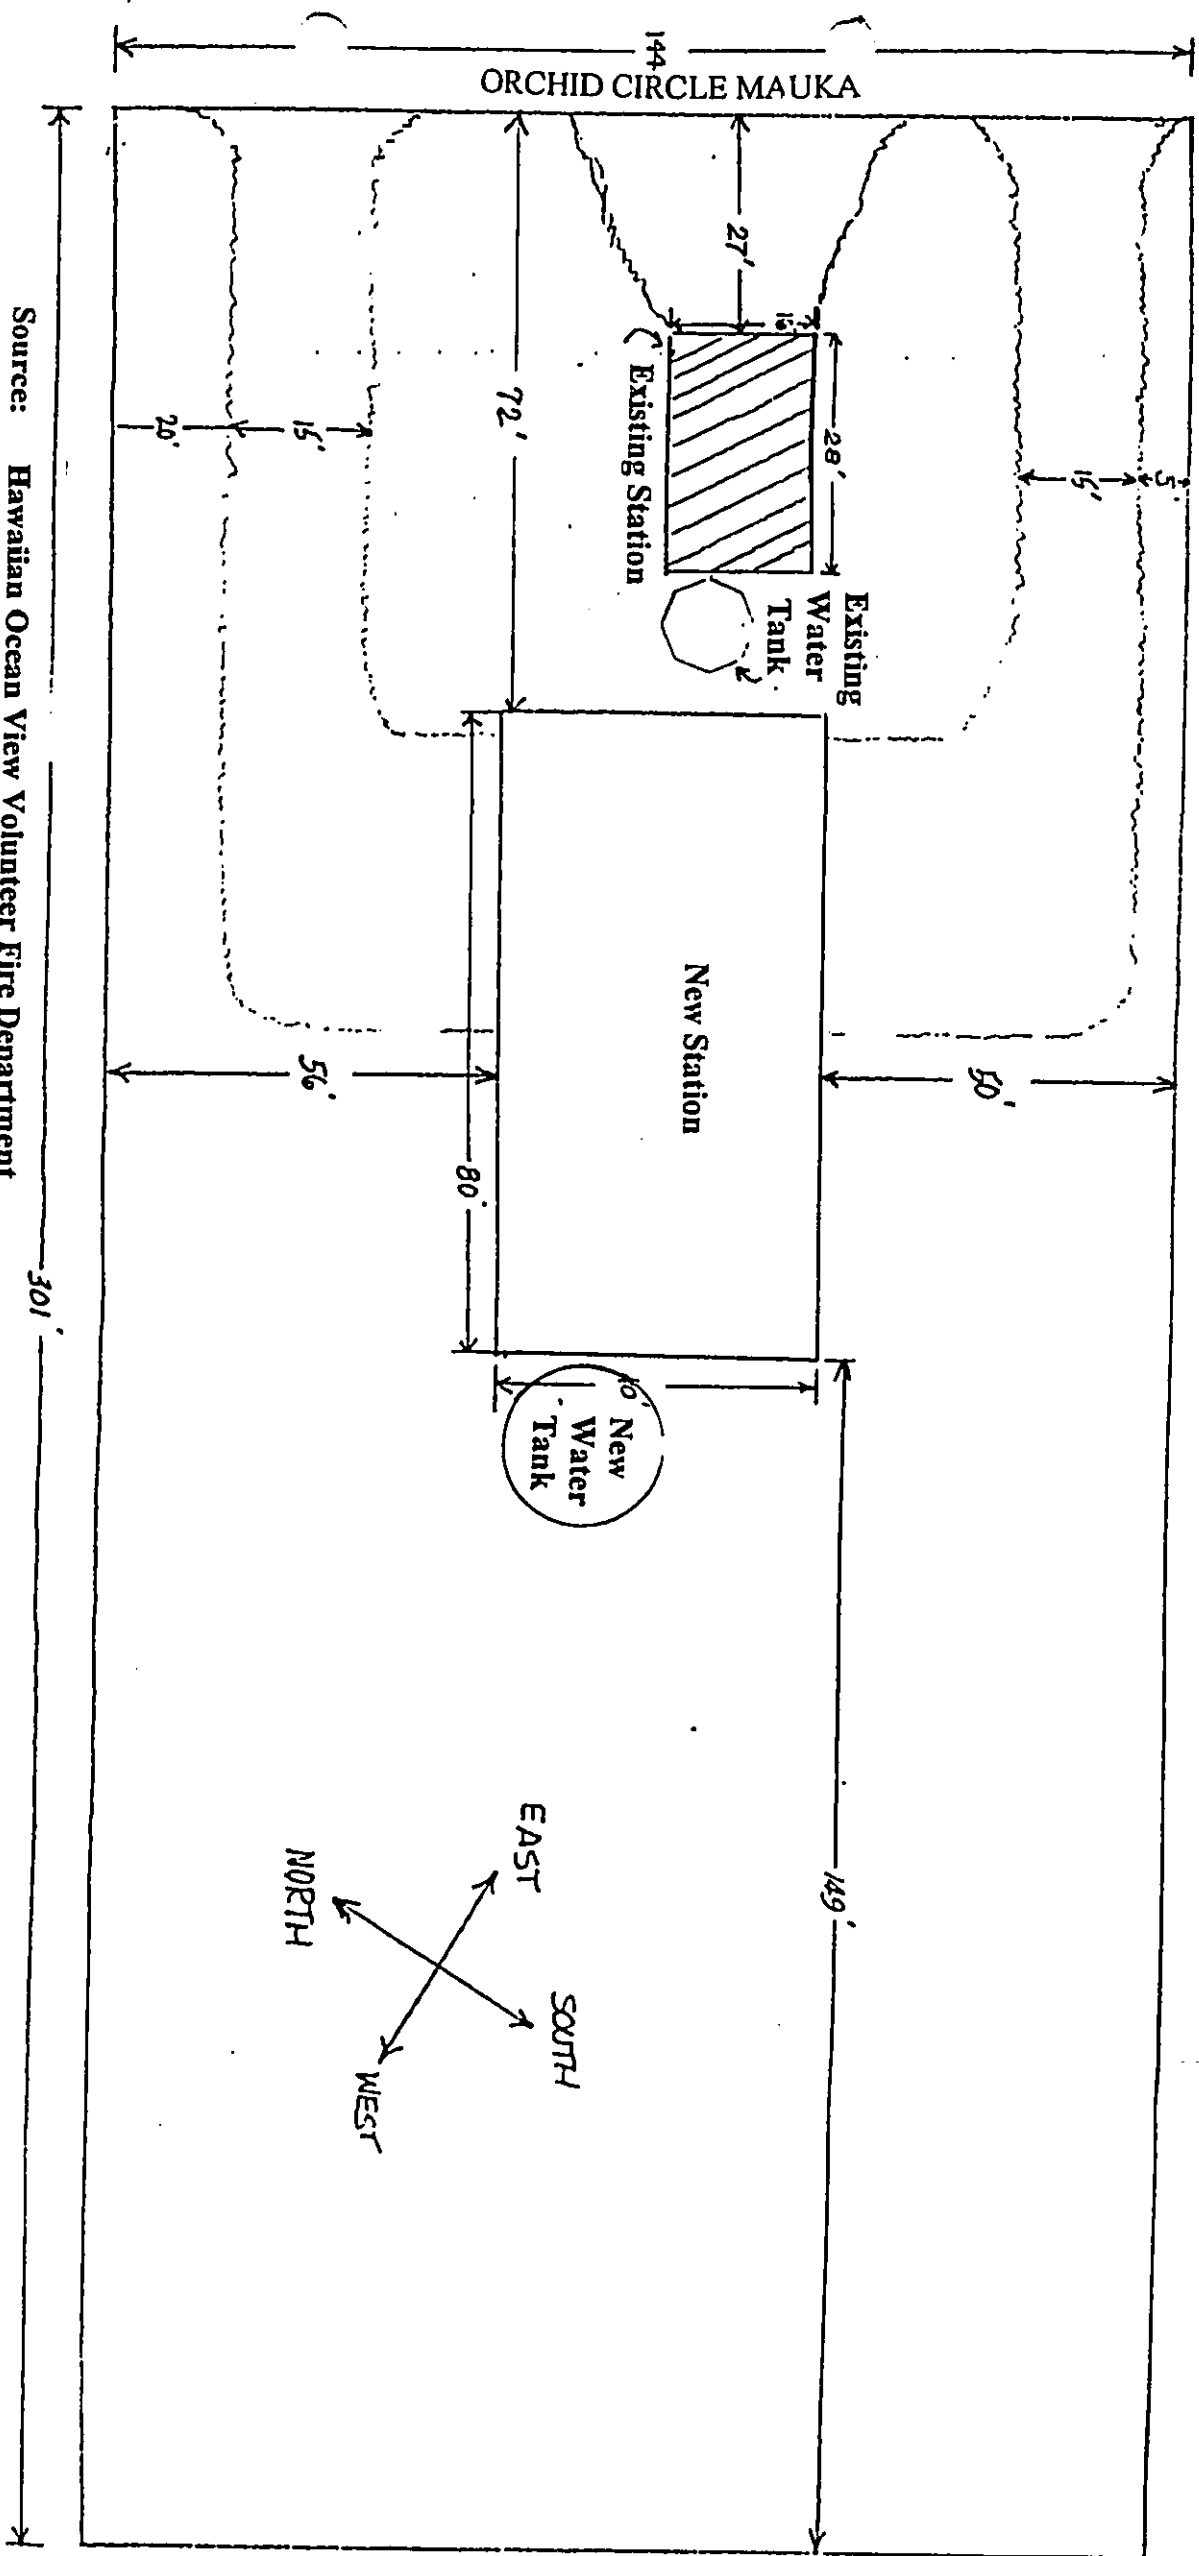 144
ORCHID CIRCLE MAUKA
5'
15'
27'
16'
28'
Existing Station
Existing
Water
Tank
72'
15'
20'
New Station
50'
56'
80'
New
Water
Tank
149'
EAST
SOUTH
NORTH
WEST
301'
Source: Hawaiian Ocean View Volunteer Fire Department